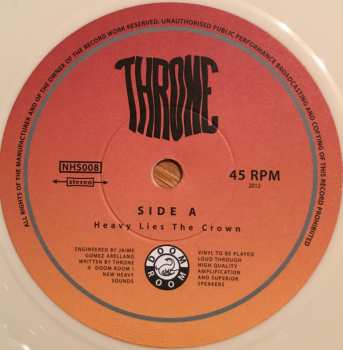 ALL RIGHTS OF THE MANUFACTURER AND OF THE OWNER OF THE RECORD WORK RESERVED. UNAUTHORISED PUBLIC PERFORMANCE BROADCASTING AND COPYING OF THIS RECORD PROHIBITED
THRONE
NHS008
stereo
45 RPM
2012
SIDE A
Heavy Lies The Crown
ENGINEERED BY JAIME
GOMEZ ARELLANO
WRITTEN BY THRONE
℗ DOOM ROOM \
NEW HEAVY
SOUNDS
DOOM
ROOM
VINYL TO BE PLAYED
LOUD THROUGH
HIGH QUALITY
AMPLIFICATION
AND SUPERIOR
SPEAKERS